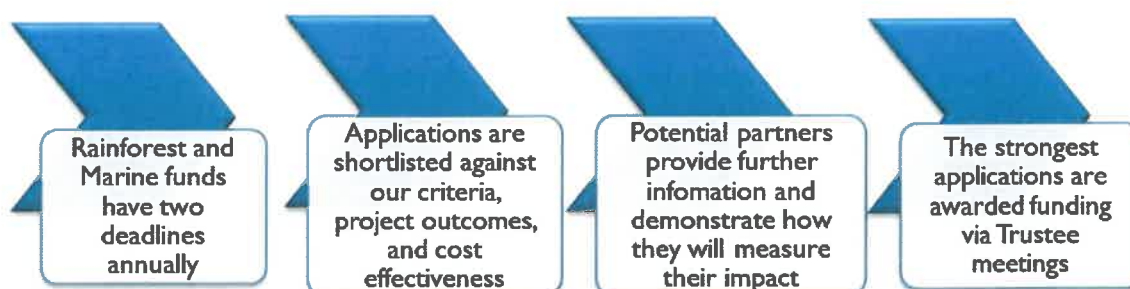 Rainforest and
Marine funds
have two
deadlines
annually
Applications are
shortlisted against
our criteria,
project outcomes,
and cost
effectiveness
Potential partners
provide further
infomation and
demonstrate how
they will measure
their impact
The strongest
applications are
awarded funding
via Trustee
meetings